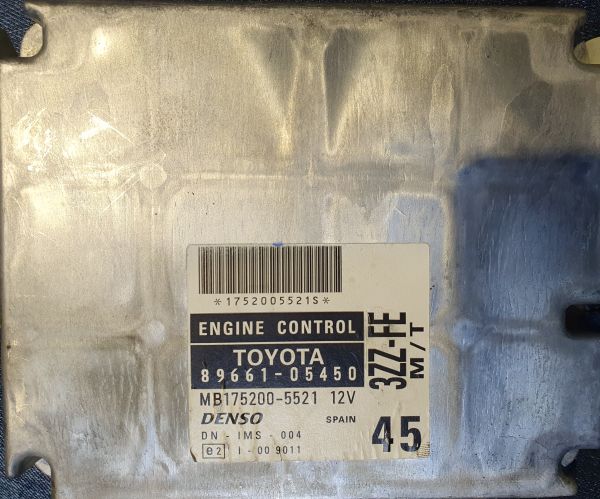 *1752005521S*
ENGINE CONTROL
TOYOTA
89661-05450
MB175200-5521 12V
DENSO SPAIN
DN - IMS - 004
e2 I - 00 9011
3ZZ-FE
M/T
45